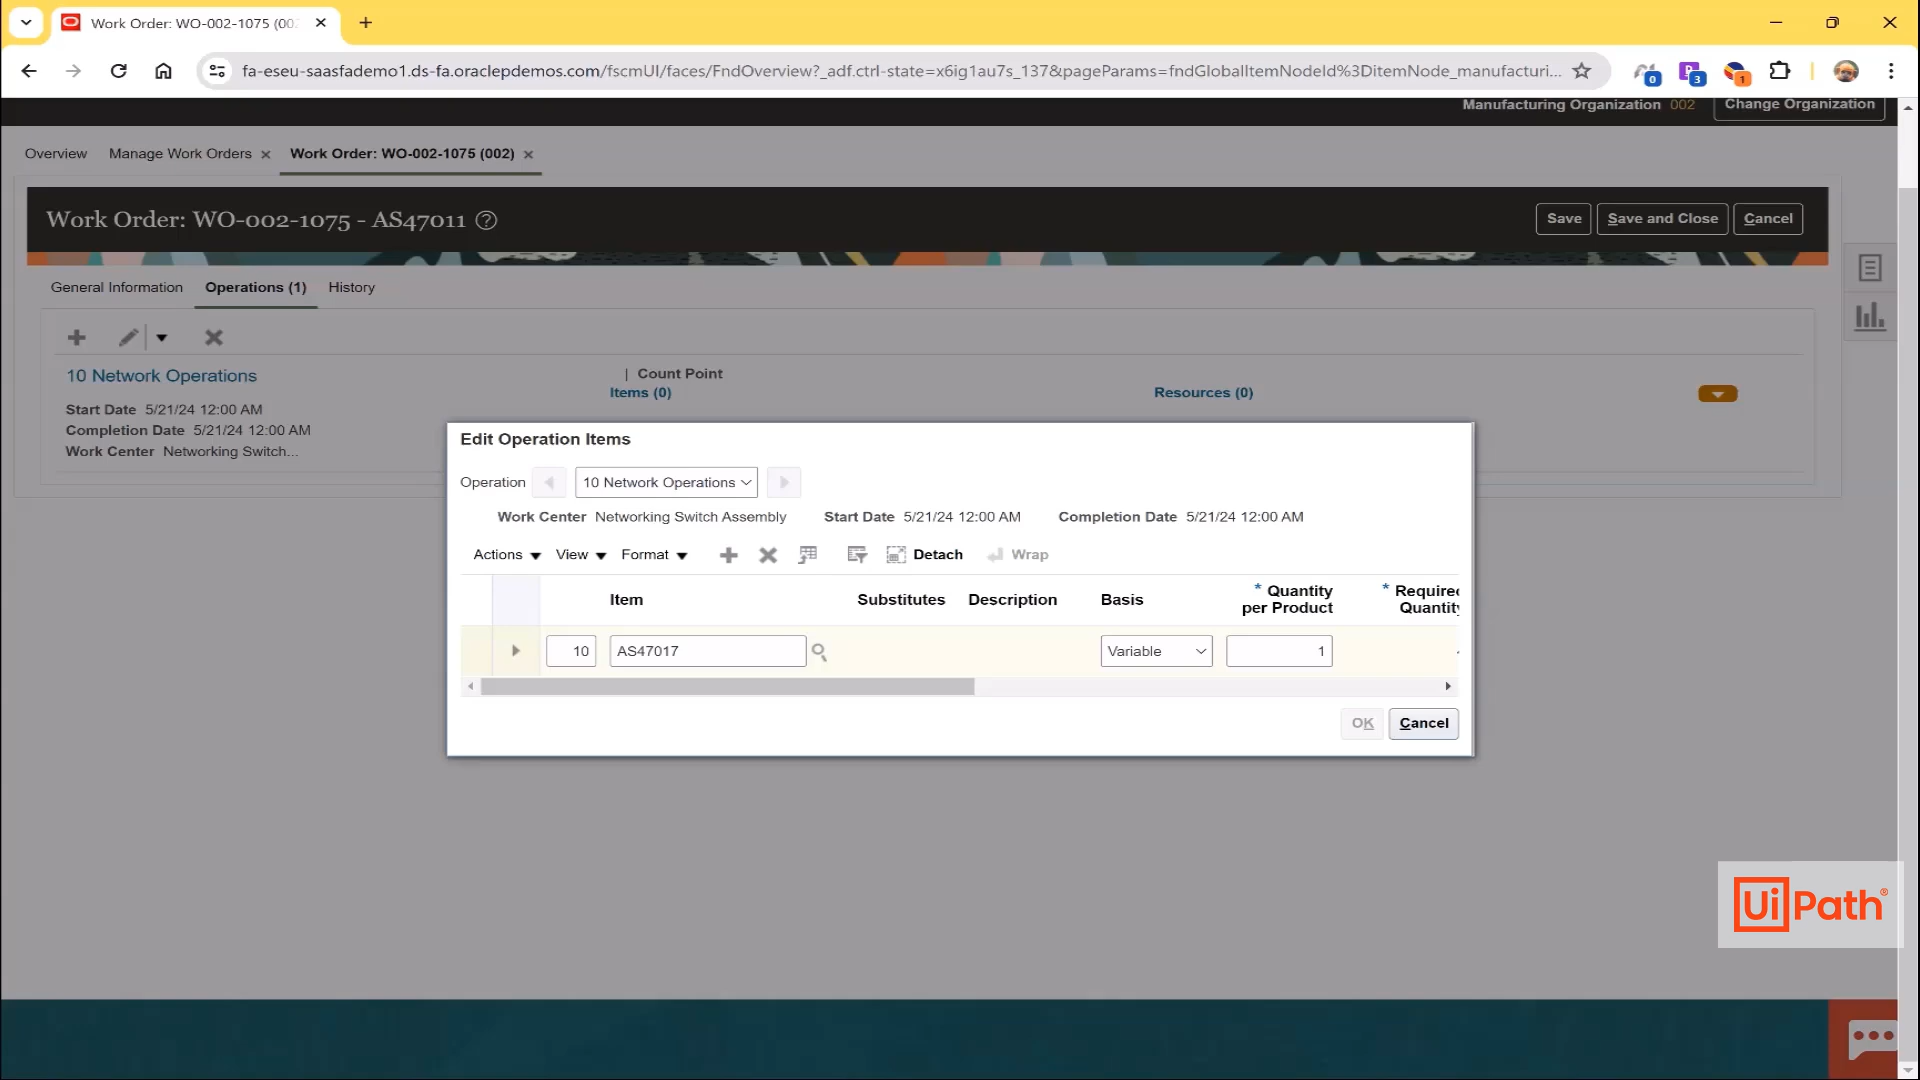 Work Order: WO-002-1075 (00
fa-eseu-saasfademo1.ds-fa.oraclepdemos.com/fscmUI/faces/FndOverview?_adf.ctrl-state=x6ig1au7s_137&pageParams=fndGlobalItemNodeId%3DitemNode_manufacturi...
0
3
1
Manufacturing Organization 002
Change Organization
Overview
Manage Work Orders
Work Order: WO-002-1075 (002)
Work Order: WO-002-1075 - AS47011
Save
Save and Close
Cancel
General Information
Operations (1)
History
10 Network Operations
| Count Point
Items (0)
Resources (0)
Start Date 5/21/24 12:00 AM
Completion Date 5/21/24 12:00 AM
Work Center Networking Switch...
Edit Operation Items
Operation
10 Network Operations
Work Center Networking Switch Assembly
Start Date 5/21/24 12:00 AM
Completion Date 5/21/24 12:00 AM
Actions
View
Format
Detach
Wrap
Item
Substitutes
Description
Basis
* Quantity
per Product
* Required
Quantity
10
AS47017
Variable
1
OK
Cancel
UiPath®